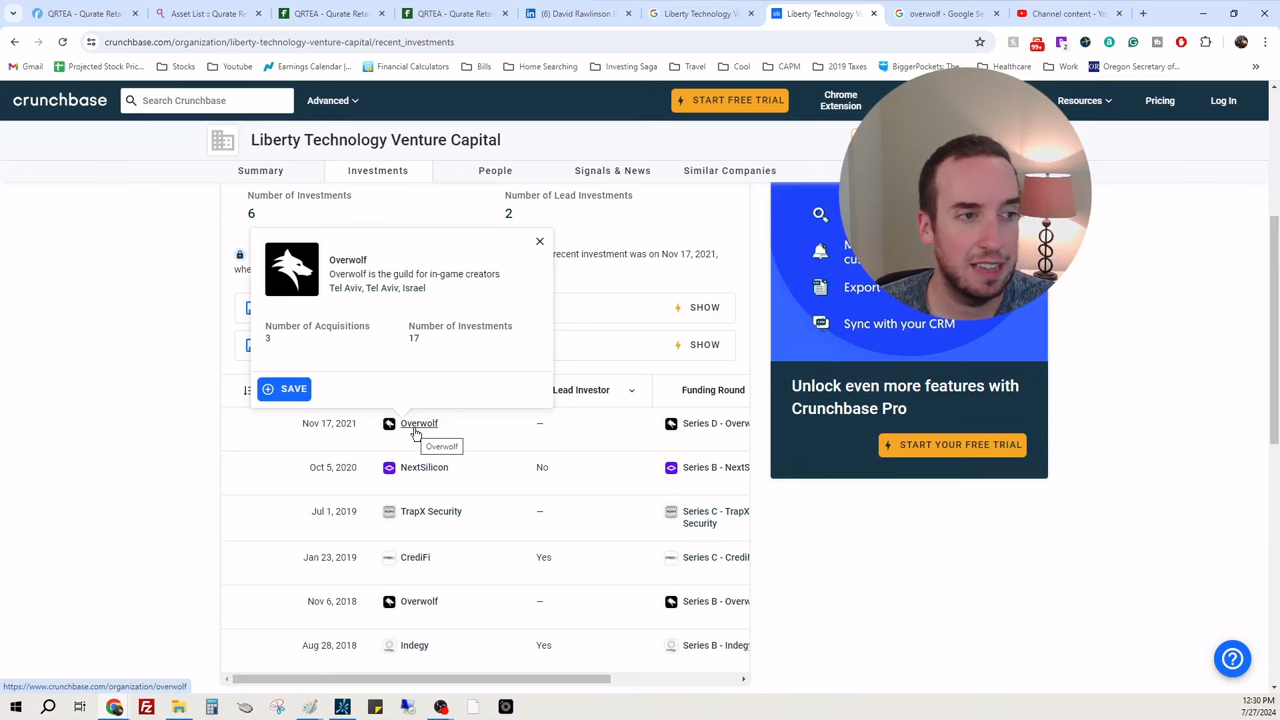 QRTEA - Qurate Reta
Asset List :: Qurate R
QRTEA - Qurate Reta
QRTEA - Qurate Reta
(6) David Rawlinson II
Liberty Technology V
Liberty Technology V
overwolf - Google Se
Channel content - Yo
crunchbase.com/organization/liberty-technology-venture-capital/recent_investments
Gmail
Projected Stock Pric...
Stocks
Youtube
Earnings Calendar |...
Financial Calculators
Bills
Home Searching
Investing Saga
Travel
Cool
CAPM
2019 Taxes
BiggerPockets: The...
Healthcare
Work
Oregon Secretary of...
crunchbase
Search Crunchbase
Advanced
START FREE TRIAL
Chrome
Extension
Resources
Pricing
Log In
Liberty Technology Venture Capital
Summary
Investments
People
Signals & News
Similar Companies
Number of Investments
Number of Lead Investments
6
2
recent investment was on Nov 17, 2021,
Overwolf
Overwolf is the guild for in-game creators
Tel Aviv, Tel Aviv, Israel
Number of Acquisitions
Number of Investments
3
17
SAVE
SHOW
SHOW
Export
Sync with your CRM
Unlock even more features with
Crunchbase Pro
START YOUR FREE TRIAL
Lead Investor
Funding Round
Nov 17, 2021
Overwolf
—
Series D - Overw
Overwolf
Oct 5, 2020
NextSilicon
No
Series B - NextS
Jul 1, 2019
TrapX Security
—
Series C - TrapX
Security
Jan 23, 2019
CrediFi
Yes
Series C - CrediF
Nov 6, 2018
Overwolf
—
Series B - Overw
Aug 28, 2018
Indegy
Yes
Series B - Indeg
https://www.crunchbase.com/organization/overwolf
12:30 PM
7/27/2024